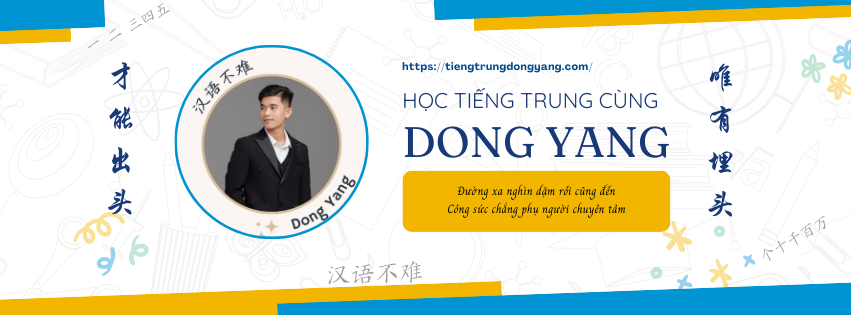 一 二 三四五
才能出头
汉语不难
Dong Yang
汉语不难
https://tiengtrungdongyang.com/
HỌC TIẾNG TRUNG CÙNG
DONG YANG
Đường xa nghìn dặm rồi cũng đến
Công sức chẳng phụ người chuyên tâm
唯有埋头
个十千百万